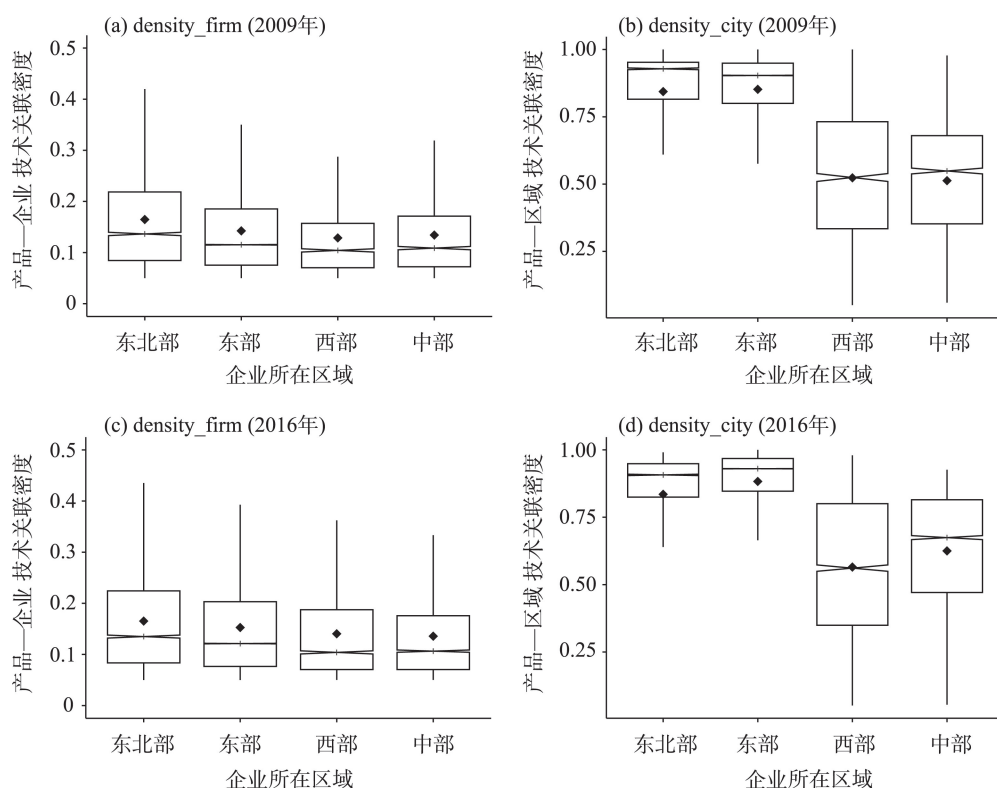 (a) density_firm (2009年)
产品—企业 技术关联密度
0.5
0.4
0.3
0.2
0.1
0
东北部 东部 西部 中部
企业所在区域
(b) density_city (2009年)
产品—区域 技术关联密度
1.00
0.75
0.50
0.25
东北部 东部 西部 中部
企业所在区域
(c) density_firm (2016年)
产品—企业 技术关联密度
0.5
0.4
0.3
0.2
0.1
0
东北部 东部 西部 中部
企业所在区域
(d) density_city (2016年)
产品—区域 技术关联密度
1.00
0.75
0.50
0.25
东北部 东部 西部 中部
企业所在区域